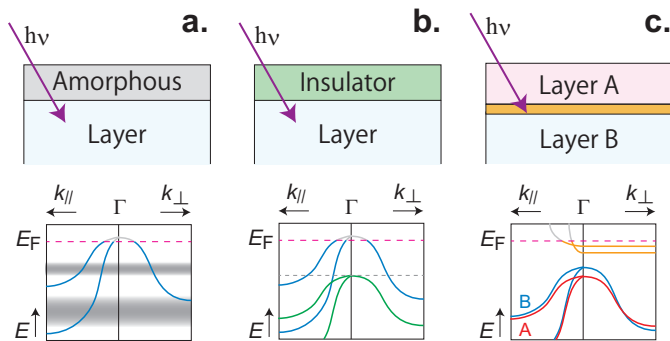 a.
hν
Amorphous
Layer
k// Γ k⊥
EF
E
b.
hν
Insulator
Layer
k// Γ k⊥
EF
E
c.
hν
Layer A
Layer B
k// Γ k⊥
EF
B
A
E